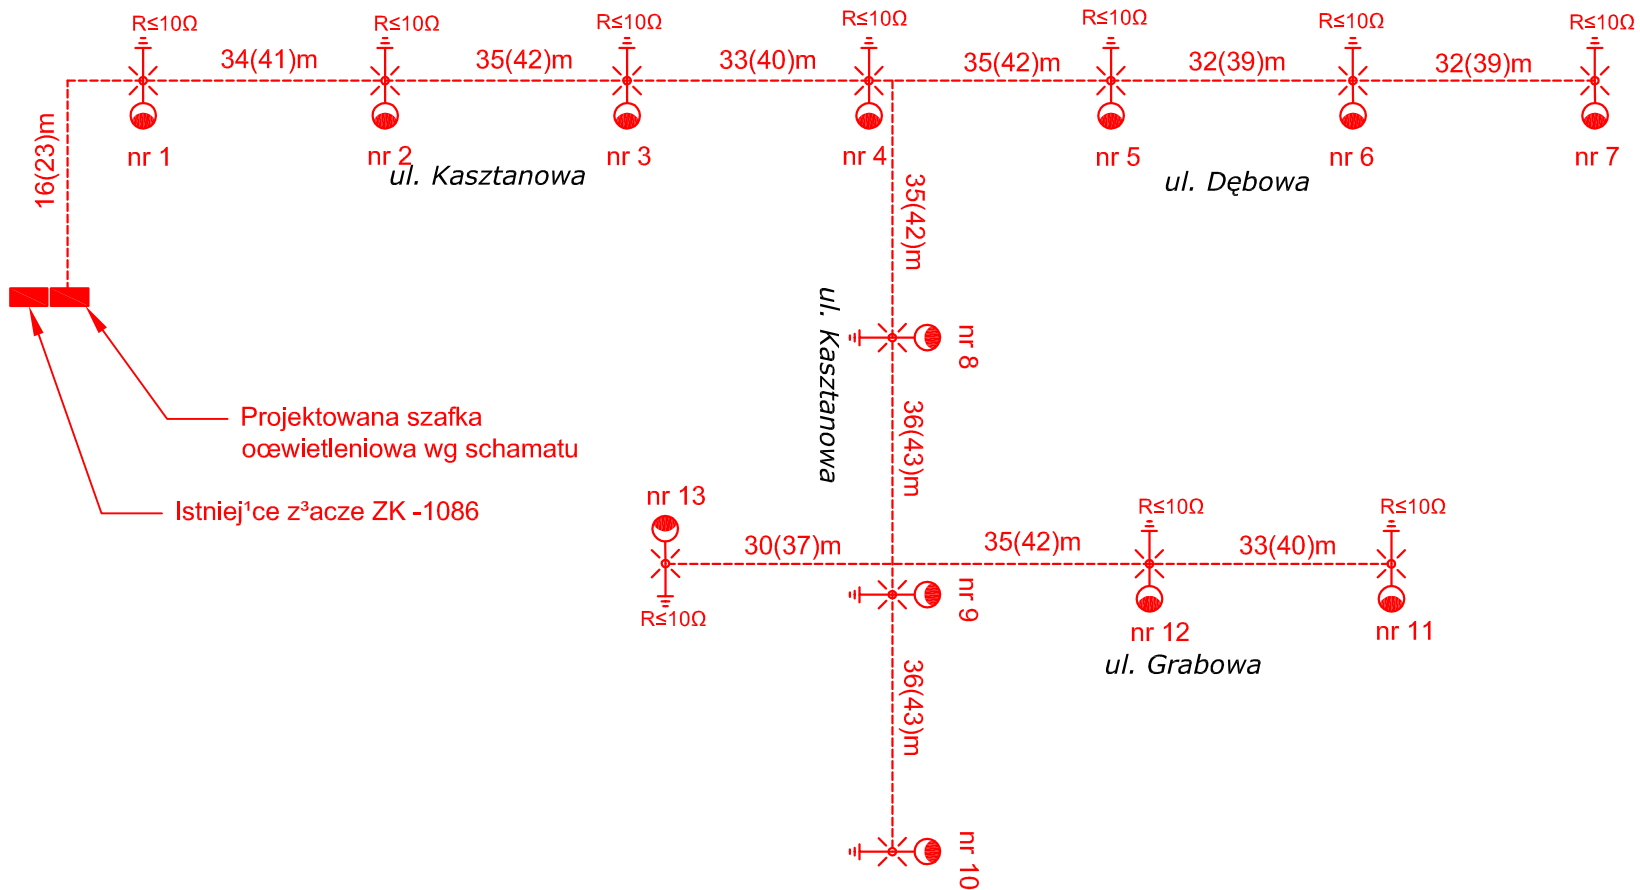 R≤10Ω
R≤10Ω
R≤10Ω
R≤10Ω
R≤10Ω
R≤10Ω
R≤10Ω
34(41)m
35(42)m
33(40)m
35(42)m
32(39)m
32(39)m
16(23)m
nr 1
nr 2
nr 3
nr 4
nr 5
nr 6
nr 7
ul. Kasztanowa
ul. Dębowa
35(42)m
ul. Kasztanowa
nr 8
36(43)m
Projektowana szafka
oœwietleniowa wg schamatu
Istniej¹ce z³acze ZK -1086
nr 13
R≤10Ω
R≤10Ω
30(37)m
35(42)m
33(40)m
nr 9
R≤10Ω
nr 12
nr 11
ul. Grabowa
36(43)m
nr 10